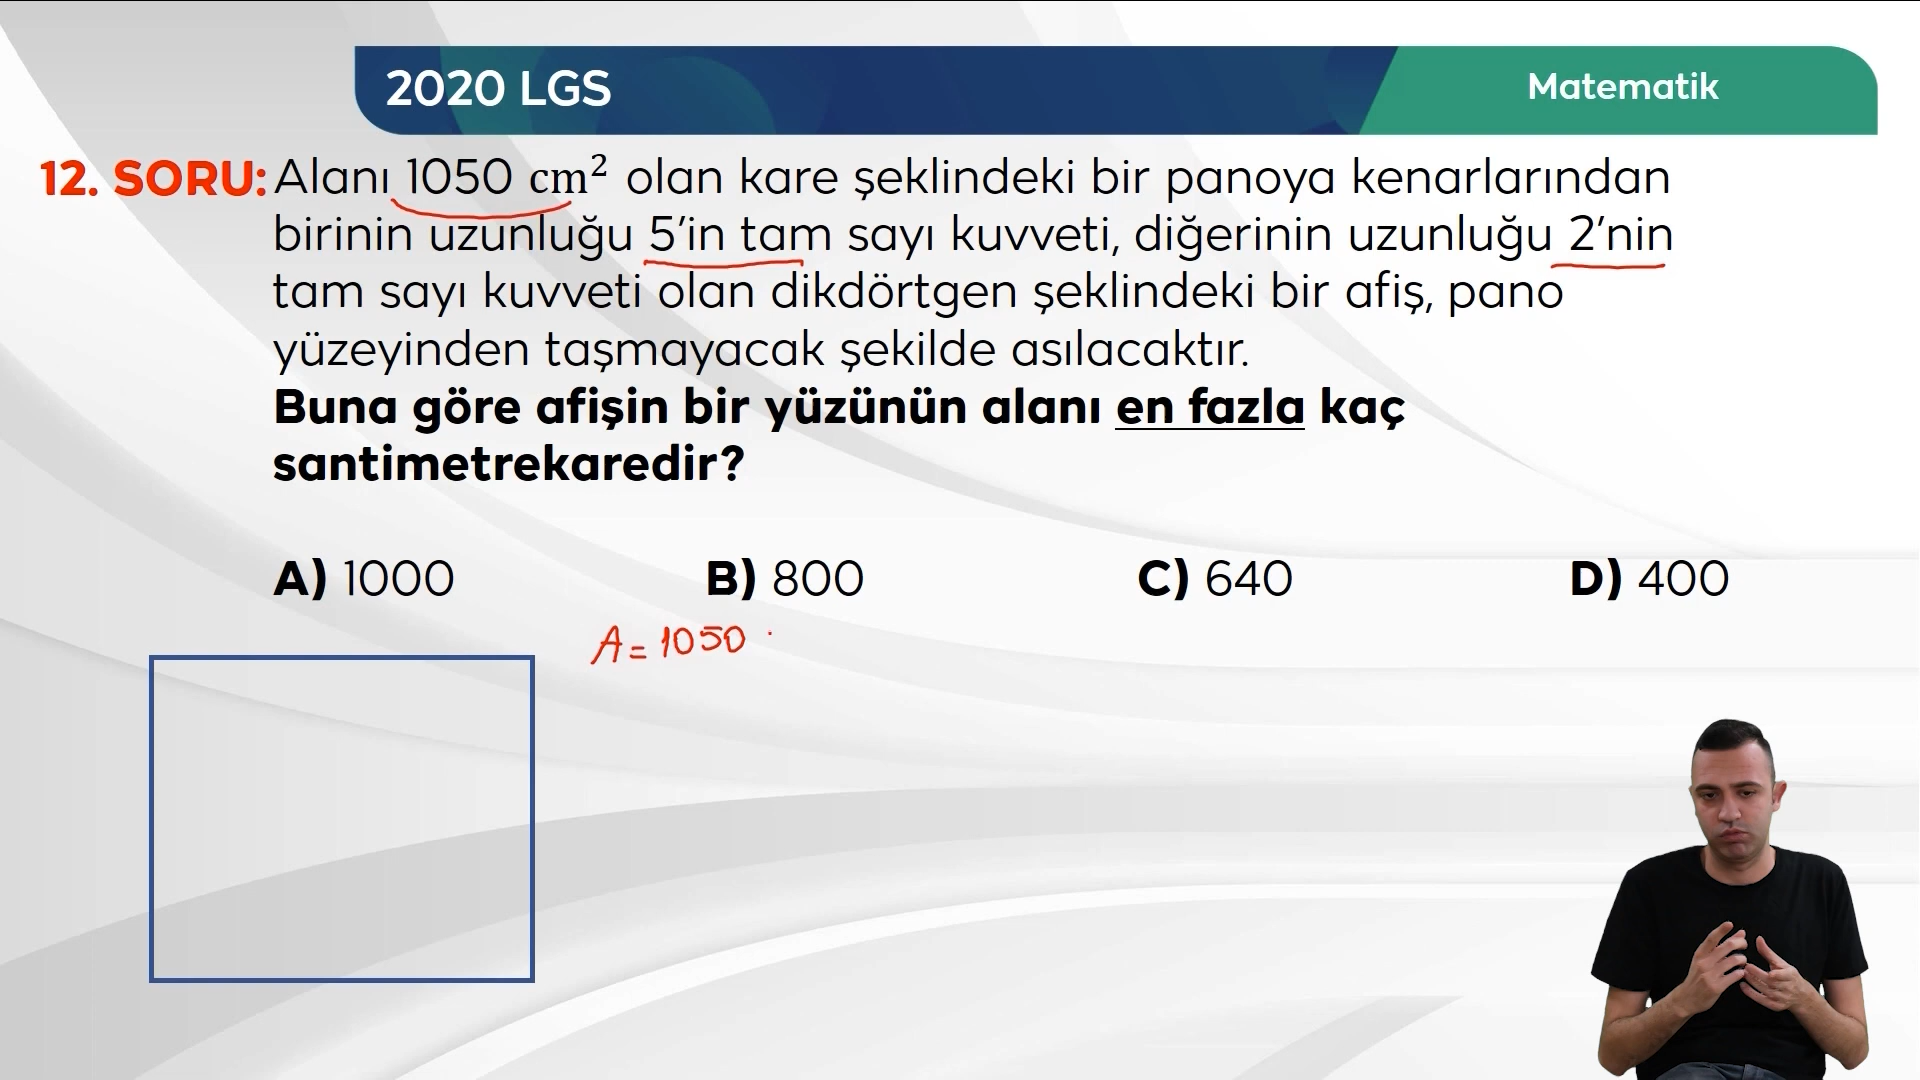 2020 LGS
Matematik
12. SORU: Alanı 1050 cm² olan kare şeklindeki bir panoya kenarlarından
birinin uzunluğu 5’in tam sayı kuvveti, diğerinin uzunluğu 2’nin
tam sayı kuvveti olan dikdörtgen şeklindeki bir afiş, pano
yüzeyinden taşmayacak şekilde asılacaktır.
Buna göre afişin bir yüzünün alanı en fazla kaç
santimetrekaredir?
A) 1000 B) 800 C) 640 D) 400
A = 1050